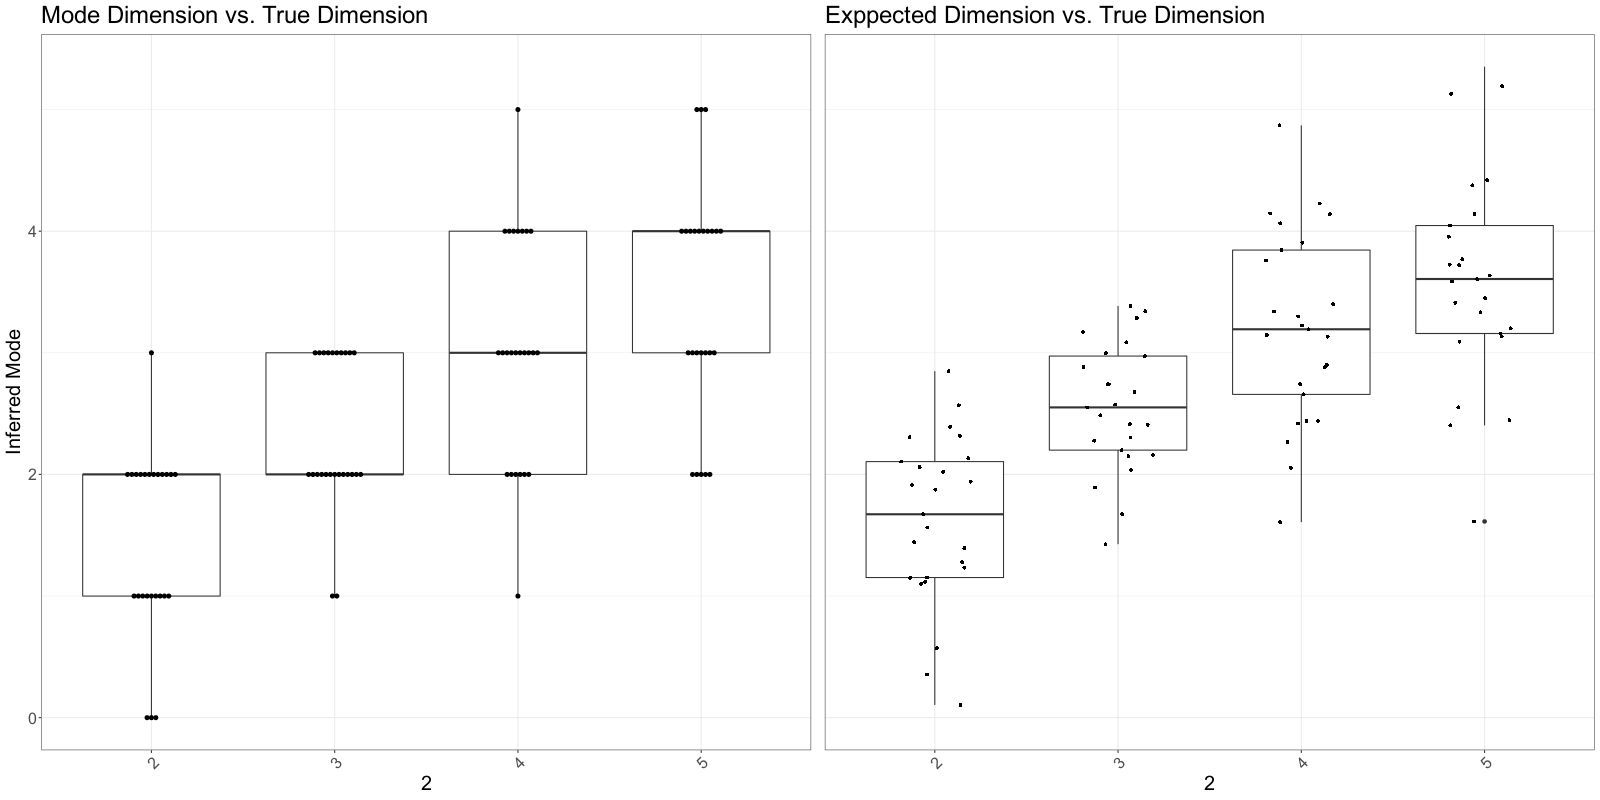 Mode Dimension vs. True Dimension
Exppected Dimension vs. True Dimension
Inferred Mode
4
2
0
2 3 4 5
2 3 4 5
2
2